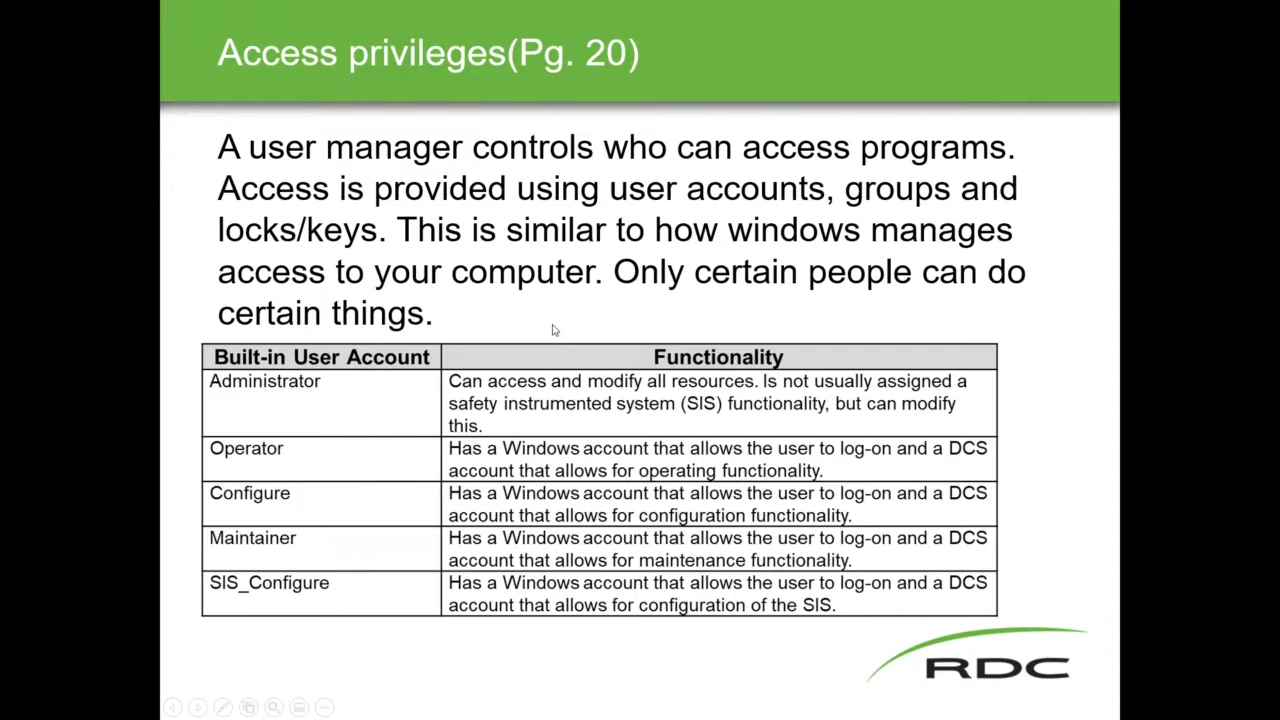 Access privileges(Pg. 20)
A user manager controls who can access programs.
Access is provided using user accounts, groups and
locks/keys. This is similar to how windows manages
access to your computer. Only certain people can do
certain things.
Built-in User Account Functionality
Administrator Can access and modify all resources. Is not usually assigned a
safety instrumented system (SIS) functionality, but can modify
this.
Operator Has a Windows account that allows the user to log-on and a DCS
account that allows for operating functionality.
Configure Has a Windows account that allows the user to log-on and a DCS
account that allows for configuration functionality.
Maintainer Has a Windows account that allows the user to log-on and a DCS
account that allows for maintenance functionality.
SIS_Configure Has a Windows account that allows the user to log-on and a DCS
account that allows for configuration of the SIS.
RDC